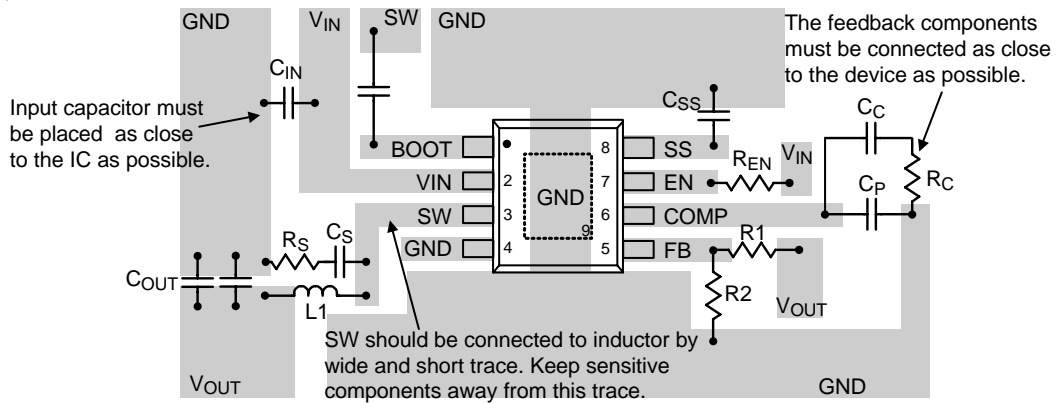 GND
VIN
SW
GND
The feedback components
must be connected as close
to the device as possible.
CIN
Input capacitor must
be placed as close
to the IC as possible.
CSS
CC
BOOT
8
SS
REN
VIN
RC
VIN
2
GND
7
EN
CP
SW
3
6
COMP
RS
CS
GND
4
9
5
FB
R1
COUT
L1
R2
VOUT
SW should be connected to inductor by
wide and short trace. Keep sensitive
components away from this trace.
VOUT
GND